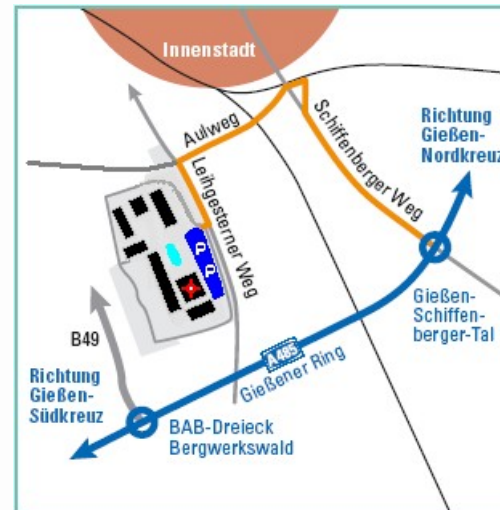 Innenstadt
Aulweg
Schiffenberger Weg
Richtung
Gießen-
Nordkreuz
Leihgesterner Weg
P
P
Gießen-
Schiffen-
berger-Tal
B49
A485
Gießener Ring
Richtung
Gießen-
Südkreuz
BAB-Dreieck
Bergwerkswald